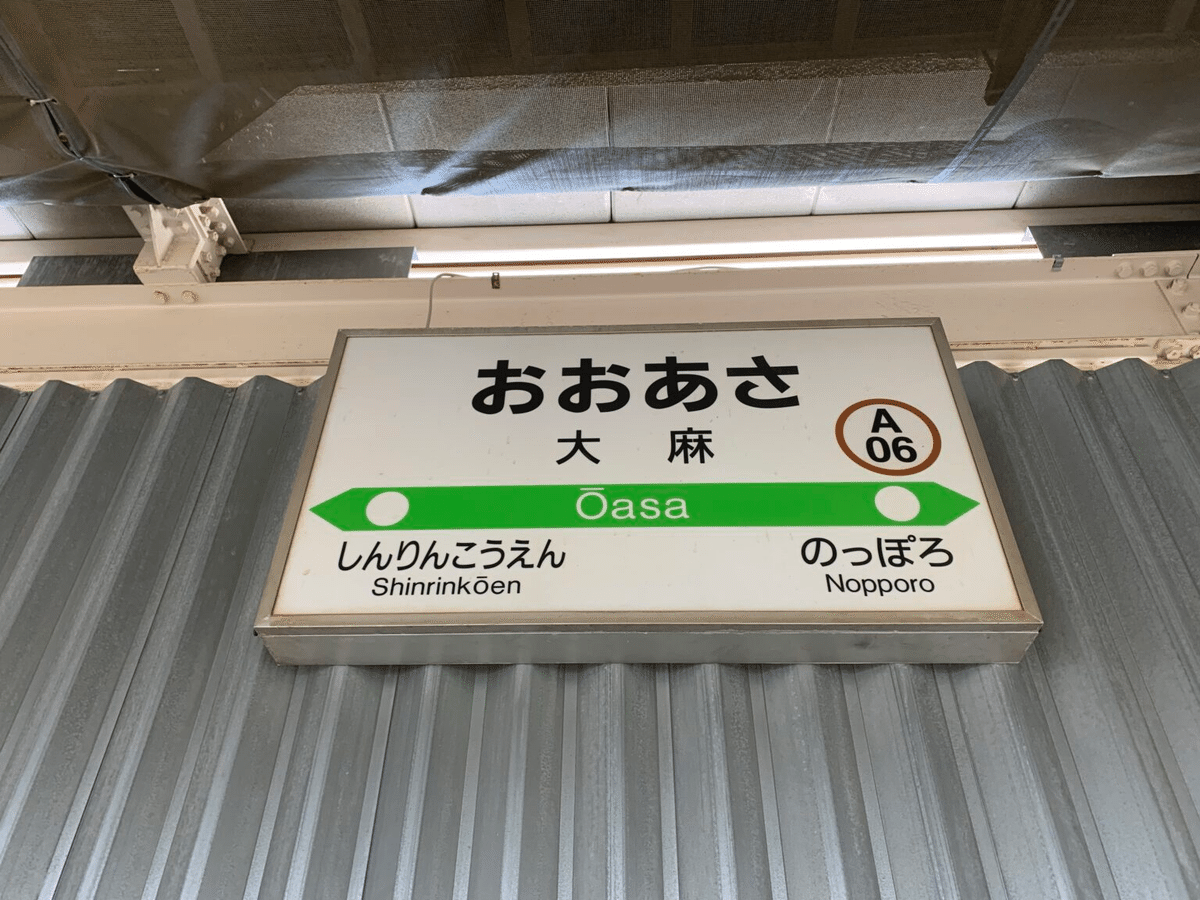 おおあさ
大麻
A
06
Ōasa
しんりんこうえん
Shinrinkōen
のっぽろ
Nopporo